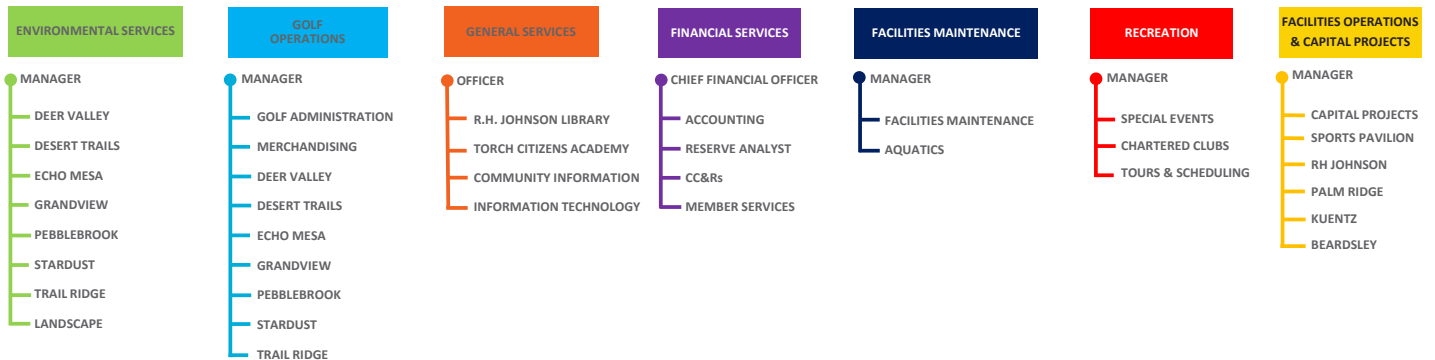 ENVIRONMENTAL SERVICES
MANAGER
DEER VALLEY
DESERT TRAILS
ECHO MESA
GRANDVIEW
PEBBLEBROOK
STARDUST
TRAIL RIDGE
LANDSCAPE
GOLF
OPERATIONS
MANAGER
GOLF ADMINISTRATION
MERCHANDISING
DEER VALLEY
DESERT TRAILS
ECHO MESA
GRANDVIEW
PEBBLEBROOK
STARDUST
TRAIL RIDGE
GENERAL SERVICES
OFFICER
R.H. JOHNSON LIBRARY
TORCH CITIZENS ACADEMY
COMMUNITY INFORMATION
INFORMATION TECHNOLOGY
FINANCIAL SERVICES
CHIEF FINANCIAL OFFICER
ACCOUNTING
RESERVE ANALYST
CC&Rs
MEMBER SERVICES
FACILITIES MAINTENANCE
MANAGER
FACILITIES MAINTENANCE
AQUATICS
RECREATION
MANAGER
SPECIAL EVENTS
CHARTERED CLUBS
TOURS & SCHEDULING
FACILITIES OPERATIONS
& CAPITAL PROJECTS
MANAGER
CAPITAL PROJECTS
SPORTS PAVILION
RH JOHNSON
PALM RIDGE
KUENTZ
BEARDSLEY